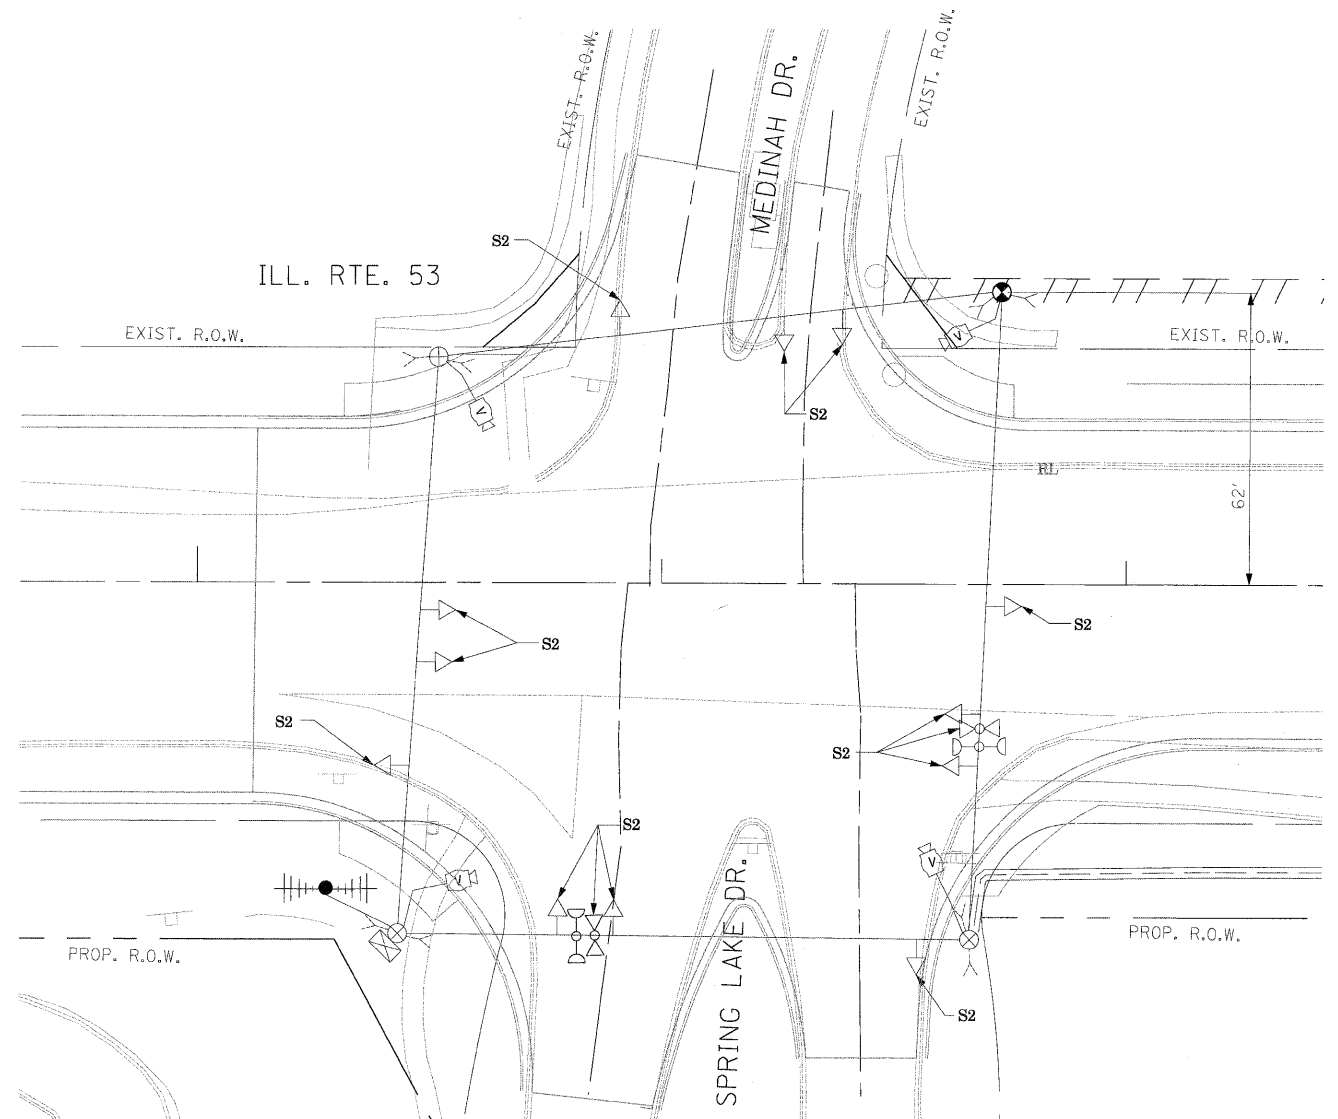 EXIST. R.O.W.
MEDINAH DR.
EXIST. R.O.W.
S2
ILL. RTE. 53
EXIST. R.O.W.
EXIST. R.O.W.
V
V
S2
RL
62'
S2
S2
S2
S2
S2
V
V
SPRING LAKE DR.
PROP. R.O.W.
PROP. R.O.W.
S2